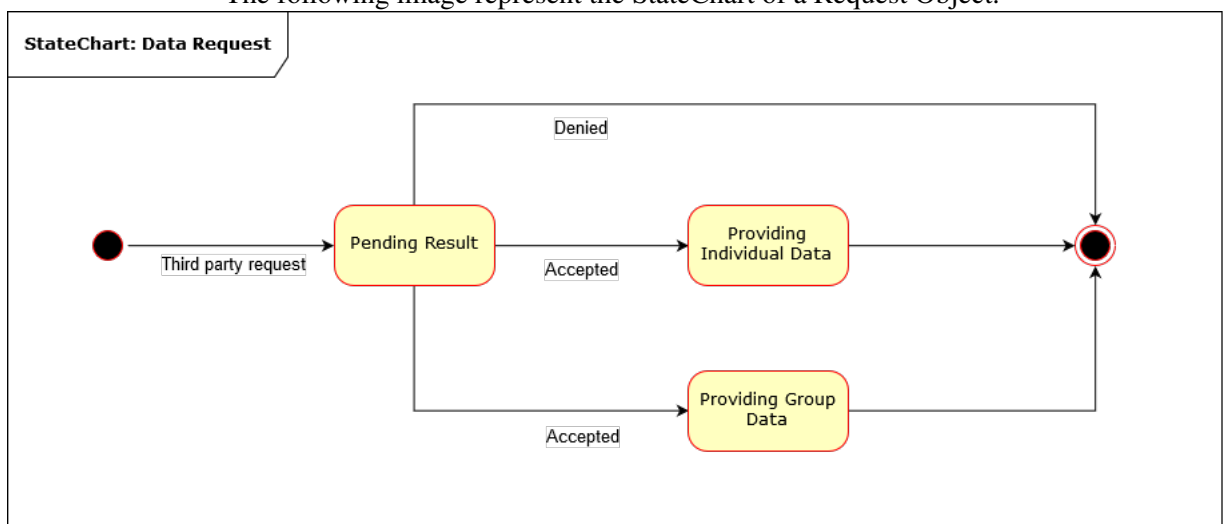 The following image represent the StateChart of a Request Object.
StateChart: Data Request
Denied
Pending Result
Providing
Individual Data
Third party request
Accepted
Providing Group
Data
Accepted